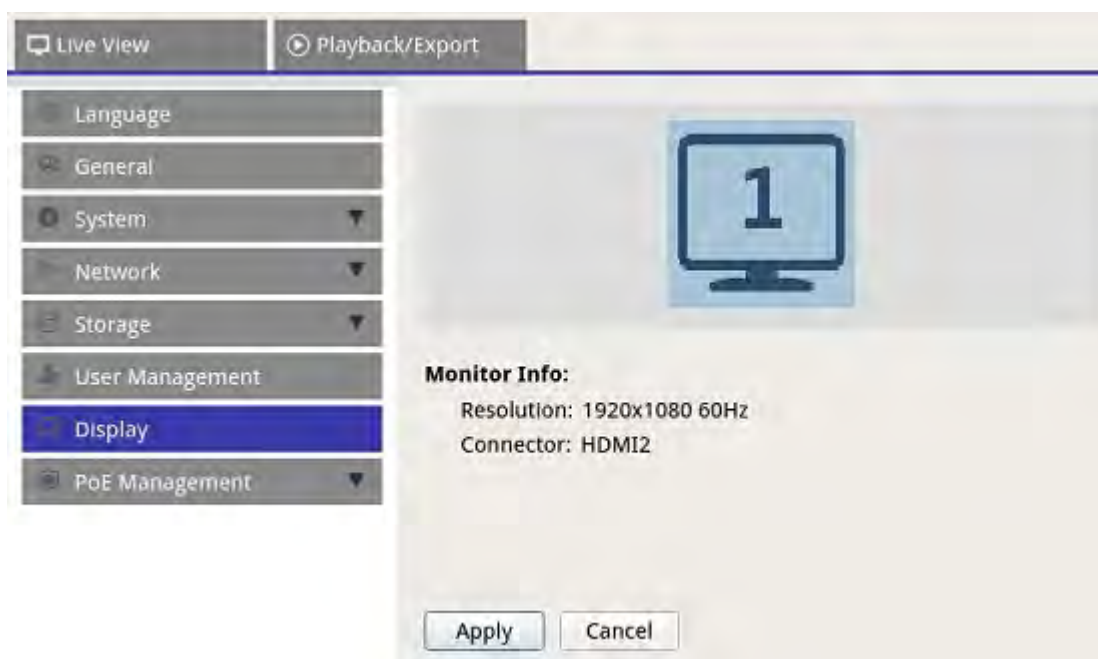 Live View
Playback/Export
Language
General
System
Network
Storage
User Management
Display
PoE Management
1
Monitor Info:
Resolution: 1920x1080 60Hz
Connector: HDMI2
Apply
Cancel